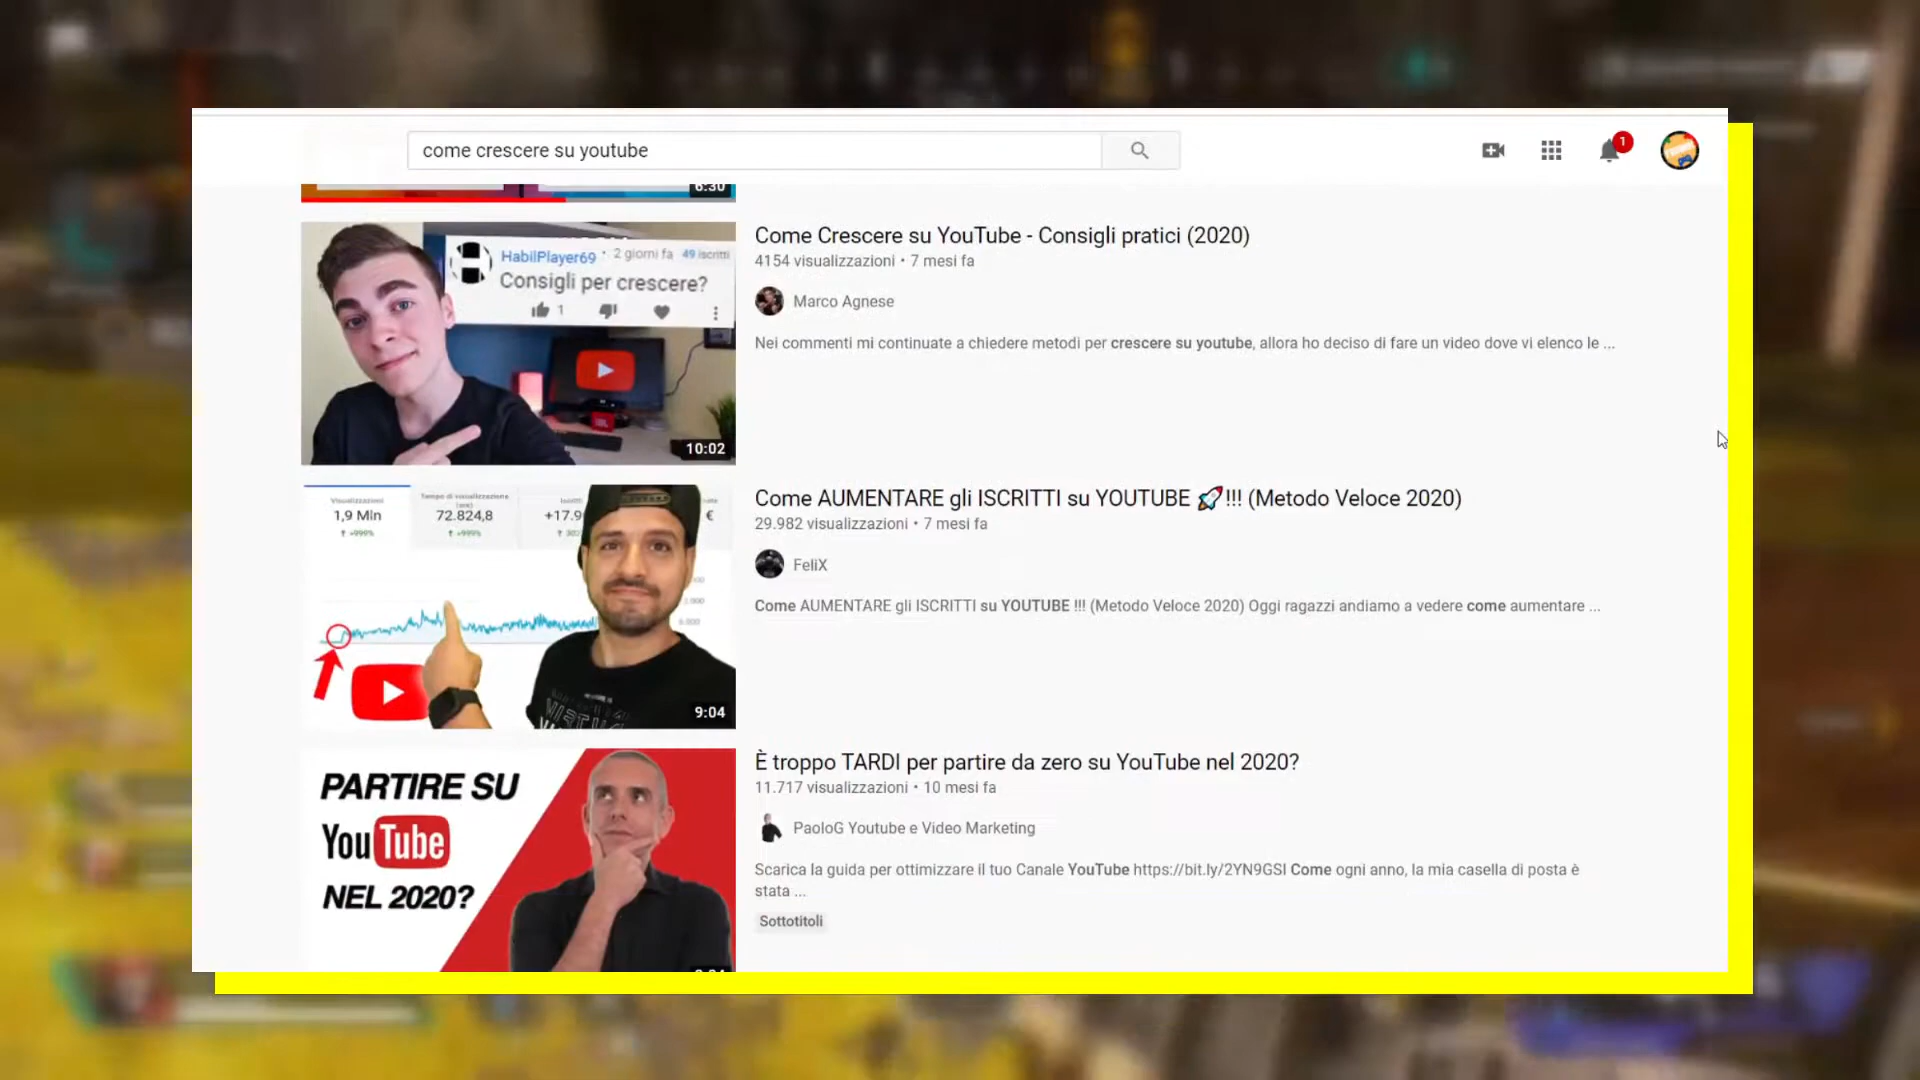 come crescere su youtube
1
6:30
HabilPlayer69 • 2 giorni fa 49 iscritti
Consigli per crescere?
1
10:02
Come Crescere su YouTube - Consigli pratici (2020)
4154 visualizzazioni • 7 mesi fa
Marco Agnese
Nei commenti mi continuate a chiedere metodi per crescere su youtube, allora ho deciso di fare un video dove vi elenco le ...
Visualizzazioni
1,9 Mln
+999%
Tempo di visualizzazione
72.824,8
+999%
Iscritti
+17.9
€
9:04
Come AUMENTARE gli ISCRITTI su YOUTUBE 🚀!!! (Metodo Veloce 2020)
29.982 visualizzazioni • 7 mesi fa
FeliX
Come AUMENTARE gli ISCRITTI su YOUTUBE !!! (Metodo Veloce 2020) Oggi ragazzi andiamo a vedere come aumentare ...
PARTIRE SU
YouTube
NEL 2020?
È troppo TARDI per partire da zero su YouTube nel 2020?
11.717 visualizzazioni • 10 mesi fa
PaoloG Youtube e Video Marketing
Scarica la guida per ottimizzare il tuo Canale YouTube https://bit.ly/2YN9GSI Come ogni anno, la mia casella di posta è
stata ...
Sottotitoli